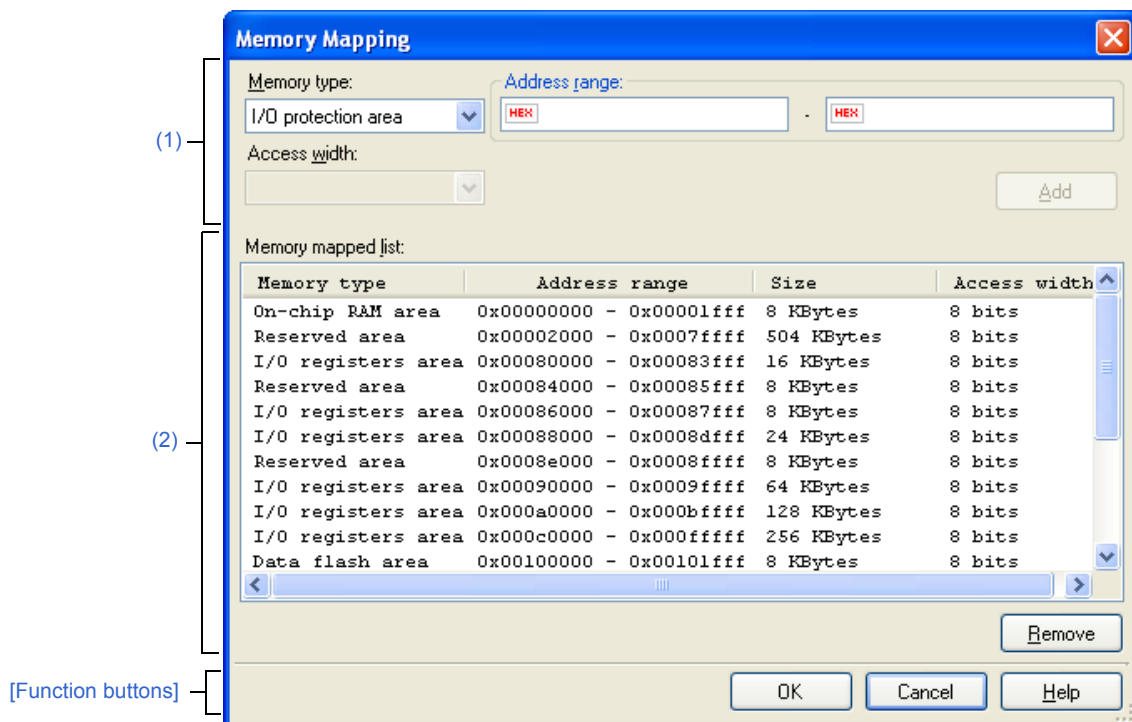 Memory Mapping
(1)
Memory type:
Address range:
I/O protection area
HEX
-
HEX
Access width:
Add
(2)
Memory mapped list:
Memory type Address range Size Access width
On-chip RAM area 0x00000000 - 0x00001fff 8 KBytes 8 bits
Reserved area 0x00002000 - 0x0007ffff 504 KBytes 8 bits
I/O registers area 0x00080000 - 0x00083fff 16 KBytes 8 bits
Reserved area 0x00084000 - 0x00085fff 8 KBytes 8 bits
I/O registers area 0x00086000 - 0x00087fff 8 KBytes 8 bits
I/O registers area 0x00088000 - 0x0008dfff 24 KBytes 8 bits
Reserved area 0x0008e000 - 0x0008ffff 8 KBytes 8 bits
I/O registers area 0x00090000 - 0x0009ffff 64 KBytes 8 bits
I/O registers area 0x000a0000 - 0x000bffff 128 KBytes 8 bits
I/O registers area 0x000c0000 - 0x000fffff 256 KBytes 8 bits
Data flash area 0x00100000 - 0x00101fff 8 KBytes 8 bits
Remove
[Function buttons]
OK
Cancel
Help